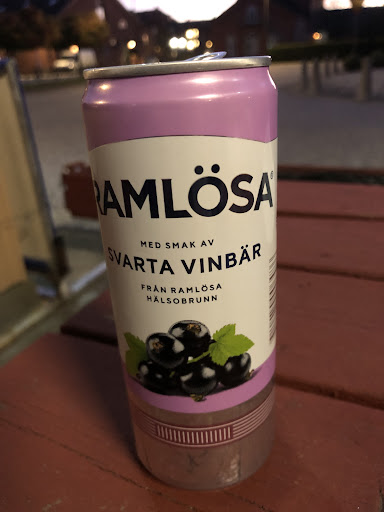 RAMLÖSA
MED SMAK AV
SVARTA VINBÄR
FRÅN RAMLÖSA
HÄLSOBRUNN